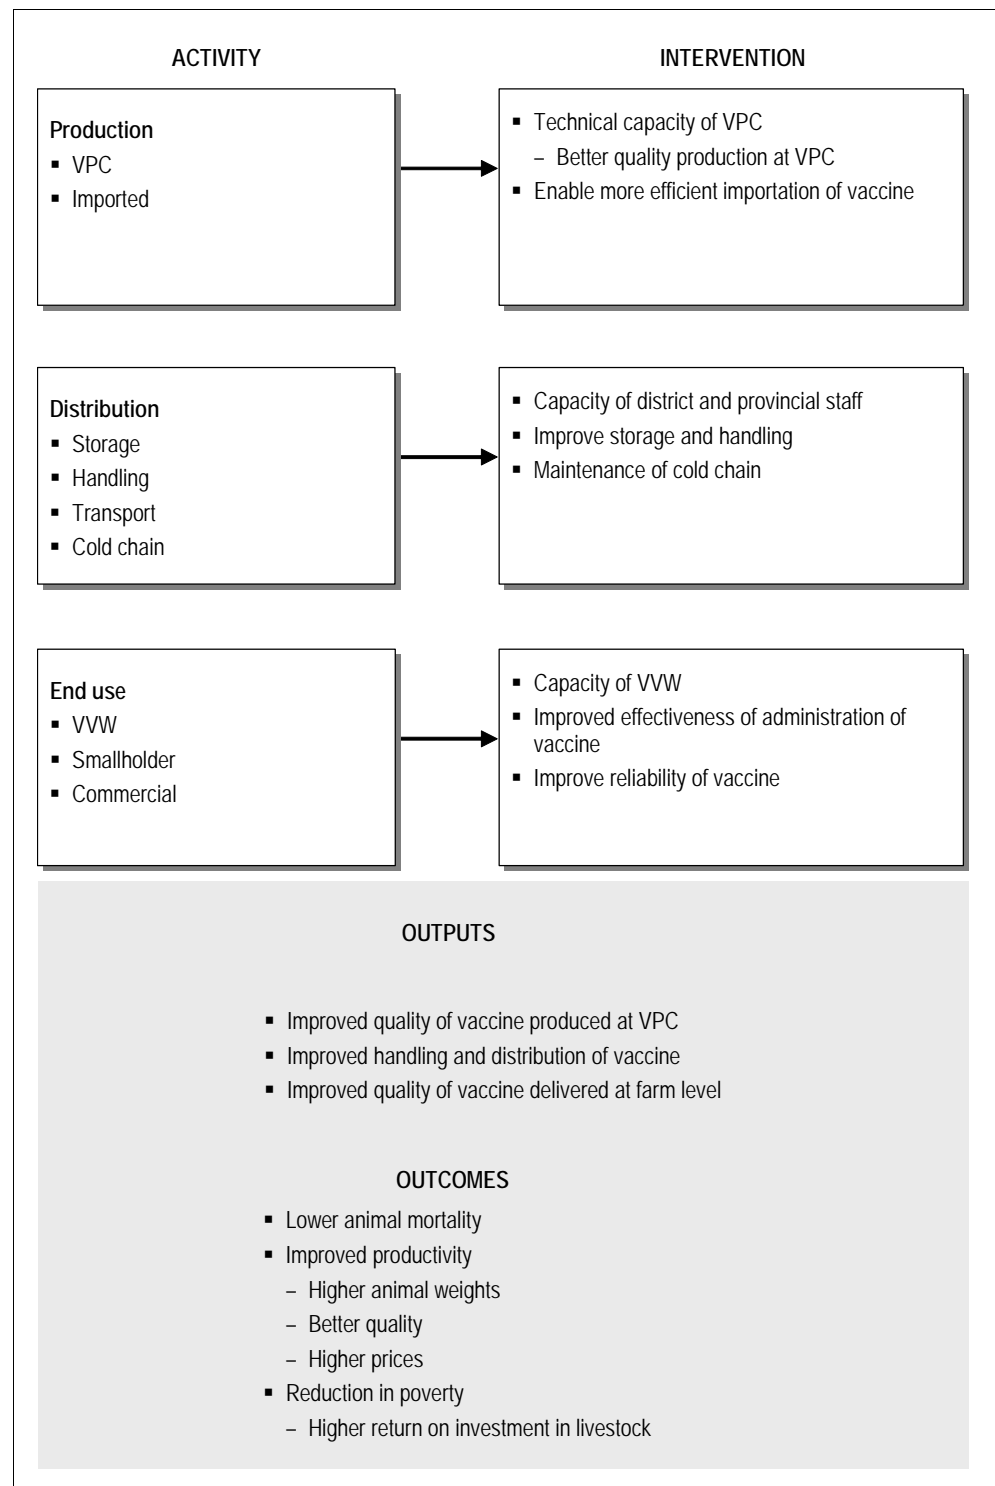 ACTIVITY
INTERVENTION
Production
▪ VPC
▪ Imported
▪ Technical capacity of VPC
– Better quality production at VPC
▪ Enable more efficient importation of vaccine
Distribution
▪ Storage
▪ Handling
▪ Transport
▪ Cold chain
▪ Capacity of district and provincial staff
▪ Improve storage and handling
▪ Maintenance of cold chain
End use
▪ VVW
▪ Smallholder
▪ Commercial
▪ Capacity of VVW
▪ Improved effectiveness of administration of
vaccine
▪ Improve reliability of vaccine
OUTPUTS
▪ Improved quality of vaccine produced at VPC
▪ Improved handling and distribution of vaccine
▪ Improved quality of vaccine delivered at farm level
OUTCOMES
▪ Lower animal mortality
▪ Improved productivity
– Higher animal weights
– Better quality
– Higher prices
▪ Reduction in poverty
– Higher return on investment in livestock